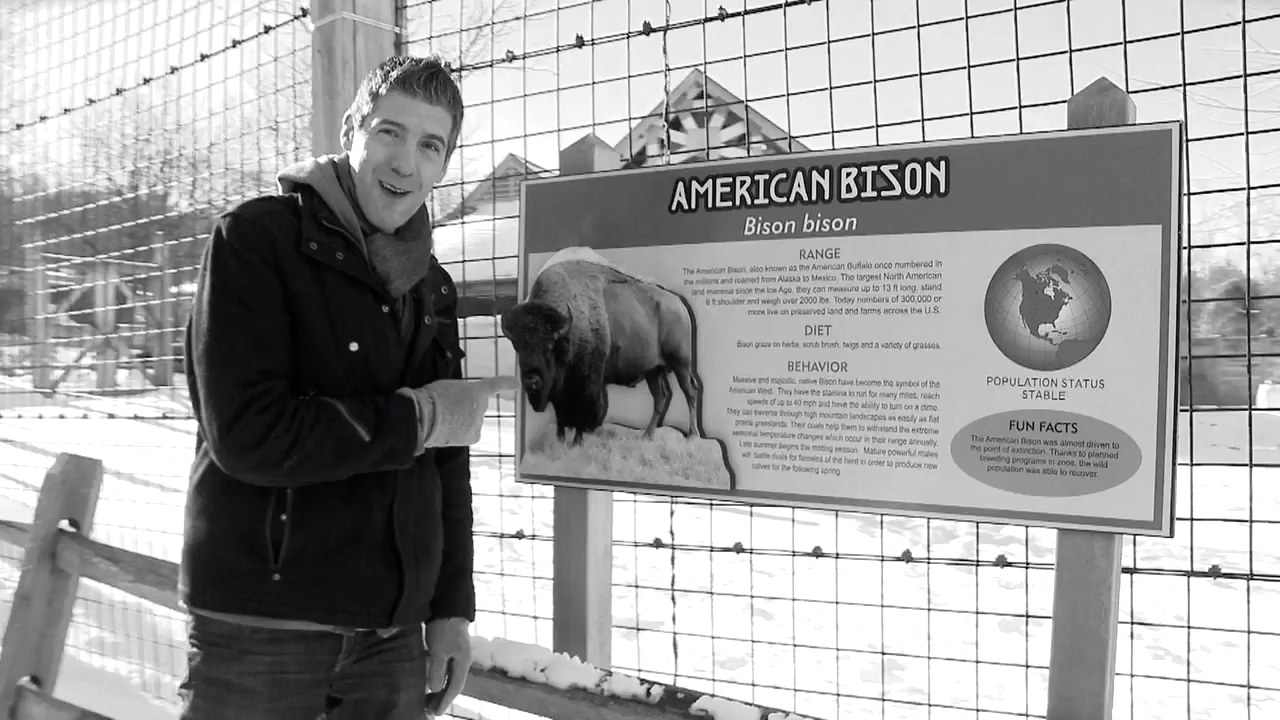 AMERICAN BISON
Bison bison
RANGE
The American Bison, also known as the American Buffalo once numbered in
the millions and roamed from Alaska to Mexico. The largest North American
land mammal since the Ice Age, they can measure up to 13 ft long, stand
6 ft shoulder and weigh over 2000 lbs. Today numbers of 300,000 or
more live on preserved land and farms across the U.S.
DIET
Bison graze on herbs, scrub brush, twigs and a variety of grasses.
BEHAVIOR
Massive and majestic, native Bison have become the symbol of the
American West. They have the stamina to run for many miles, reach
speeds of up to 40 mph and have the ability to turn on a dime.
They can traverse through high mountain landscapes as easily as flat
prairie grasslands. Their coats help them to withstand the extreme
seasonal temperature changes which occur in their range annually.
Late summer begins the mating season. Mature powerful males
will battle rivals for females of the herd in order to produce new
calves for the following spring.
POPULATION STATUS
STABLE
FUN FACTS
The American Bison was almost driven to
the point of extinction. Thanks to planned
breeding programs in zoos, the wild
population was able to recover.